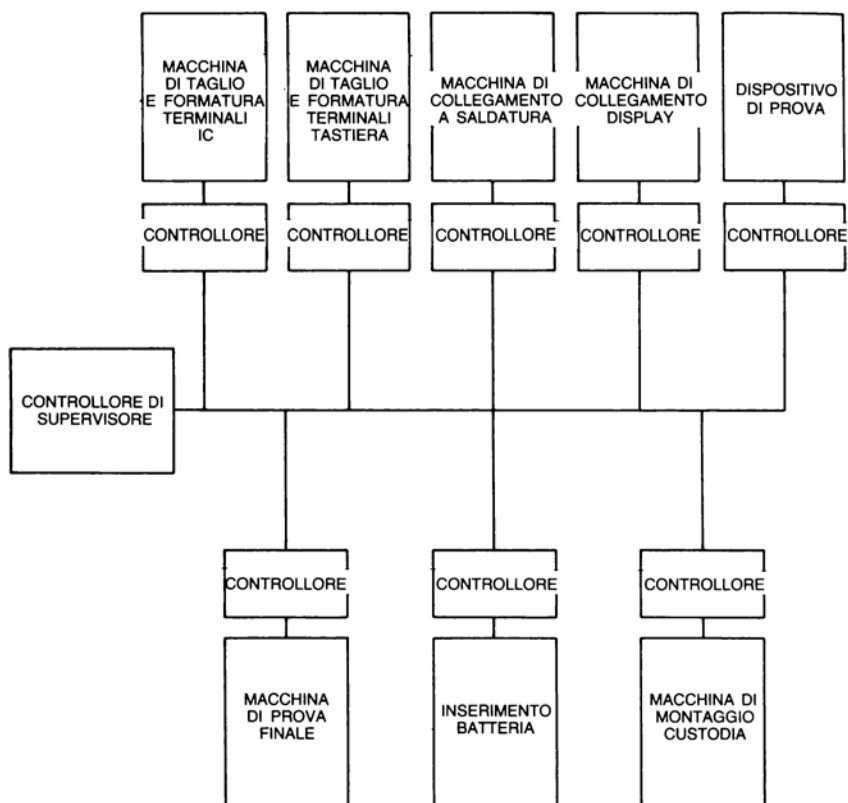 MACCHINA
DI TAGLIO
E FORMATURA
TERMINALI
IC
MACCHINA
DI TAGLIO
E FORMATURA
TERMINALI
TASTIERA
MACCHINA DI
COLLEGAMENTO
A SALDATURA
MACCHINA DI
COLLEGAMENTO
DISPLAY
DISPOSITIVO
DI PROVA
CONTROLLORE
CONTROLLORE
CONTROLLORE
CONTROLLORE
CONTROLLORE
CONTROLLORE DI
SUPERVISORE
CONTROLLORE
CONTROLLORE
CONTROLLORE
MACCHINA
DI PROVA
FINALE
INSERIMENTO
BATTERIA
MACCHINA DI
MONTAGGIO
CUSTODIA